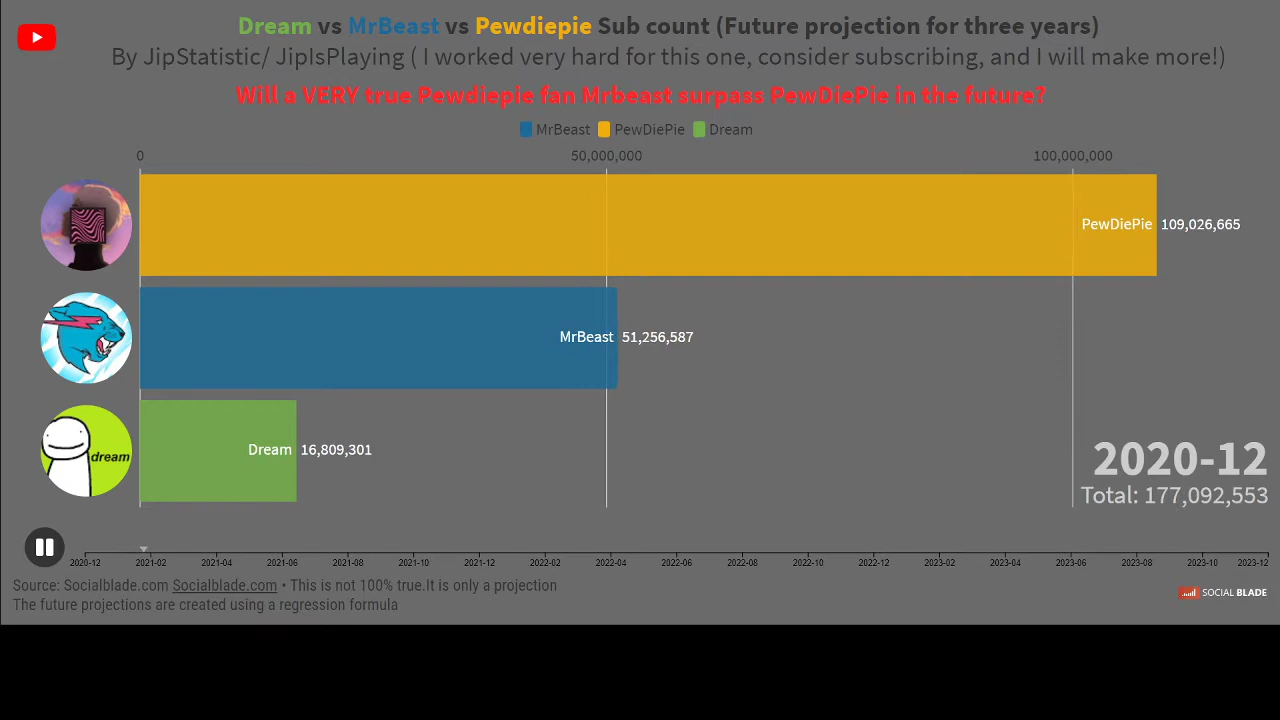 Dream vs MrBeast vs Pewdiepie Sub count (Future projection for three years)
By JipStatistic/ JipIsPlaying ( I worked very hard for this one, consider subscribing, and I will make more!)
Will a VERY true Pewdiepie fan Mrbeast surpass PewDiePie in the future?
MrBeast PewDiePie Dream
0 50,000,000 100,000,000
PewDiePie 109,026,665
MrBeast 51,256,587
Dream 16,809,301
dream
2020-12
Total: 177,092,553
2020-12 2021-02 2021-04 2021-06 2021-08 2021-10 2021-12 2022-02 2022-04 2022-06 2022-08 2022-10 2022-12 2023-02 2023-04 2023-06 2023-08 2023-10 2023-12
Source: Socialblade.com Socialblade.com • This is not 100% true.It is only a projection
The future projections are created using a regression formula
SOCIAL BLADE